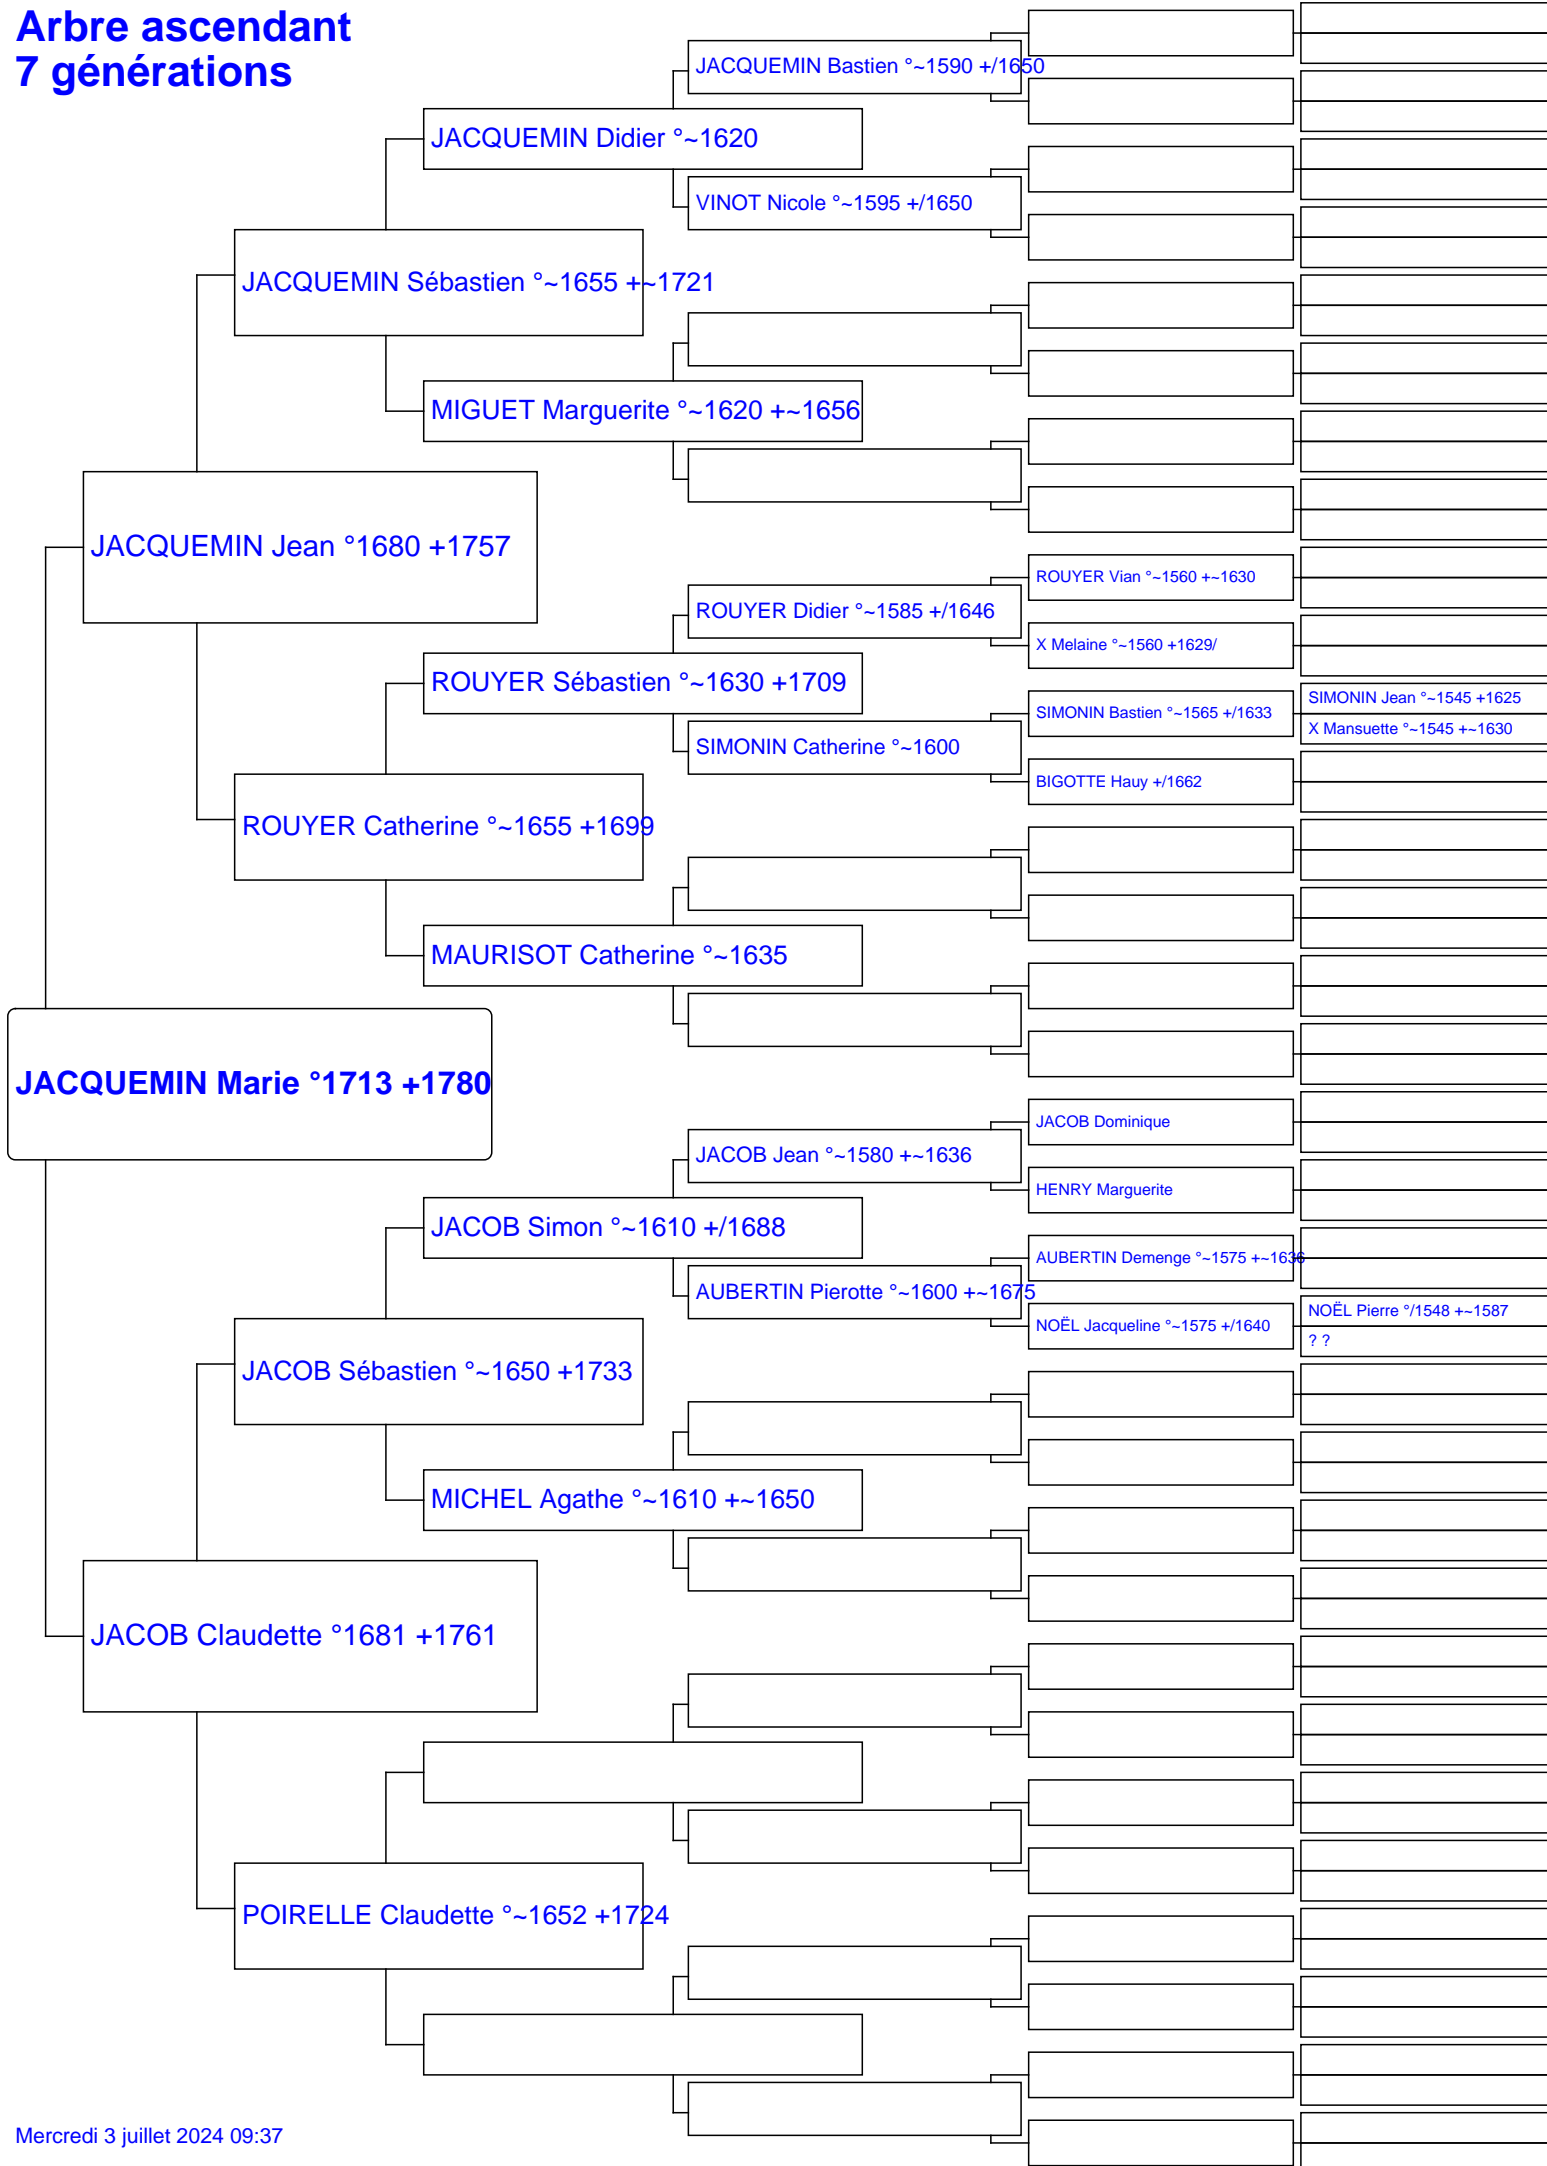 Arbre ascendant
7 générations
JACQUEMIN Bastien °~1590 +/1650
JACQUEMIN Didier °~1620
VINOT Nicole °~1595 +/1650
JACQUEMIN Sébastien °~1655 +~1721
MIGUET Marguerite °~1620 +~1656
JACQUEMIN Jean °1680 +1757
ROUYER Vian °~1560 +~1630
ROUYER Didier °~1585 +/1646
X Melaine °~1560 +1629/
ROUYER Sébastien °~1630 +1709
SIMONIN Jean °~1545 +1625
SIMONIN Bastien °~1565 +/1633
X Mansuette °~1545 +~1630
SIMONIN Catherine °~1600
BIGOTTE Hauy +/1662
ROUYER Catherine °~1655 +1699
MAURISOT Catherine °~1635
JACQUEMIN Marie °1713 +1780
JACOB Dominique
JACOB Jean °~1580 +~1636
HENRY Marguerite
JACOB Simon °~1610 +/1688
AUBERTIN Demenge °~1575 +~1636
AUBERTIN Pierotte °~1600 +~1675
NOËL Pierre °/1548 +~1587
NOËL Jacqueline °~1575 +/1640
? ?
JACOB Sébastien °~1650 +1733
MICHEL Agathe °~1610 +~1650
JACOB Claudette °1681 +1761
POIRELLE Claudette °~1652 +1724
Mercredi 3 juillet 2024 09:37